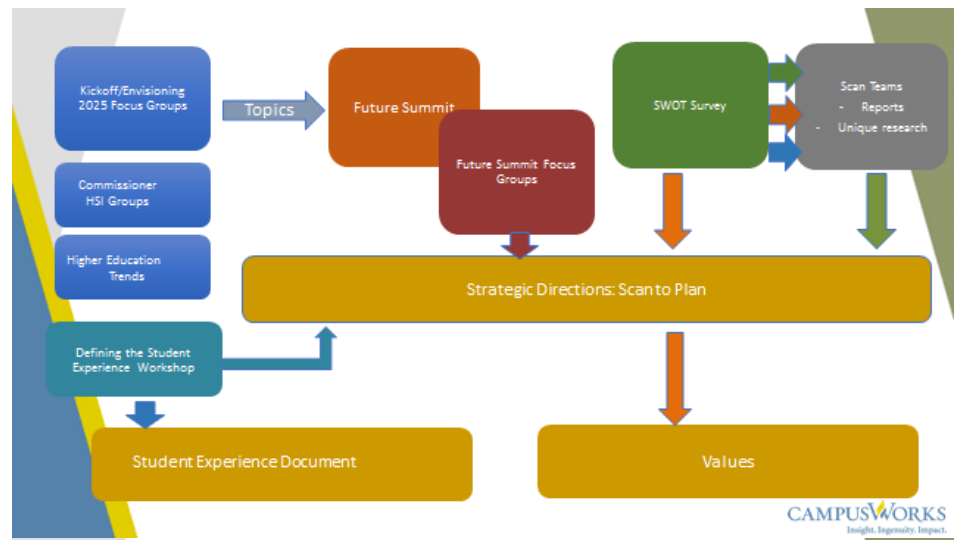 Kickoff/Envisioning
2025 Focus Groups
Topics
Future Summit
Future Summit Focus
Groups
SWOT Survey
Scan Teams
- Reports
- Unique research
Commissioner
HSI Groups
Higher Education
Trends
Strategic Directions: Scan to Plan
Defining the Student
Experience Workshop
Student Experience Document
Values
CAMPUSWORKS
Insight. Ingenuity. Impact.